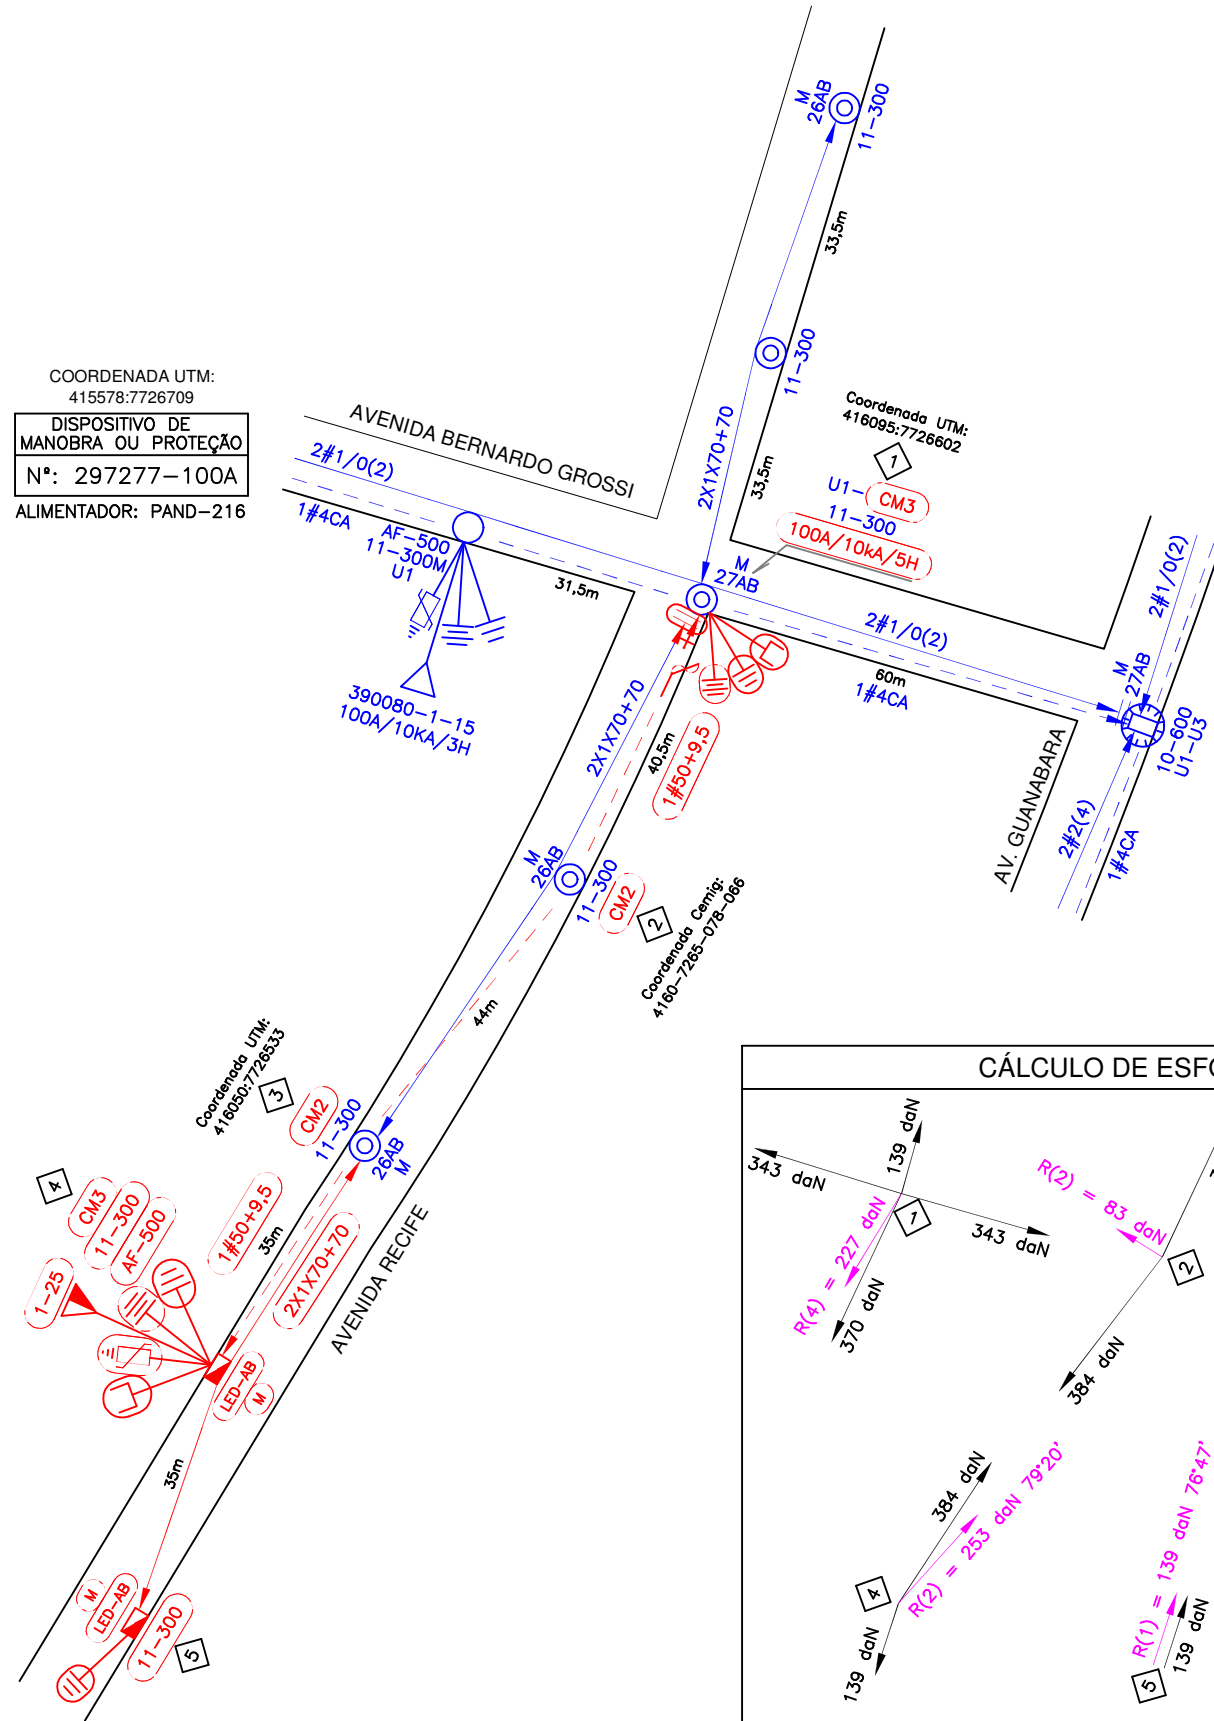 M
26AB
11-300
33,5m
11-300
2X1X70+70
33,5m
COORDENADA UTM:
415578:7726709
DISPOSITIVO DE
MANOBRA OU PROTEÇÃO
Nº: 297277-100A
ALIMENTADOR: PAND-216
AVENIDA BERNARDO GROSSI
2#1/0(2)
1#4CA
AF-500
11-300M
U1
31,5m
390080-1-15
100A/10KA/3H
Coordenada UTM:
416095:7726602
1
U1-
CM3
11-300
100A/10kA/5H
M
27AB
2#1/0(2)
60m
1#4CA
2#1/0(2)
M
27AB
10-600
U1-U3
2#2(4)
1#4CA
AV. GUANABARA
2X1X70+70
40,5m
1#50+9,5
M
26AB
11-300
CM2
2
Coordenada Cemig:
4160-7265-078-066
44m
Coordenada UTM:
416050:7726533
3
CM2
11-300
26AB
M
1#50+9,5
35m
2X1X70+70
AVENIDA RECIFE
4
CM3
11-300
AF-500
1-25
LED-AB
M
35m
M
LED-AB
11-300
5
CÁLCULO DE ESFO
343 daN
139 daN
1
343 daN
R(4) = 227 daN
370 daN
R(2) = 83 daN
2
384 daN
384 daN
R(2) = 253 daN 79°20'
4
139 daN
R(1) = 139 daN 76°47'
139 daN
5